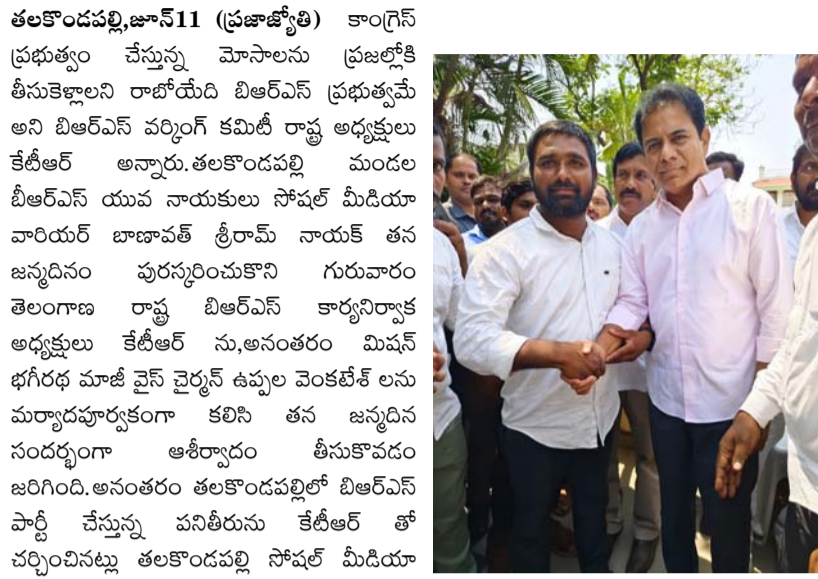 తలకొండపల్లి,జూన్11 (ప్రజాజ్యోతి) కాంగ్రెస్
ప్రభుత్వం చేస్తున్న మోసాలను ప్రజల్లోకి
తీసుకెళ్లాలని రాబోయేది బిఆర్ఎస్ ప్రభుత్వమే
అని బిఆర్ఎస్ వర్కింగ్ కమిటీ రాష్ట్ర అధ్యక్షులు
కేటీఆర్ అన్నారు.తలకొండపల్లి మండల
బీఆర్ఎస్ యువ నాయకులు సోషల్ మీడియా
వారియర్ బాణావత్ శ్రీరామ్ నాయక్ తన
జన్మదినం పురస్కరించుకొని గురువారం
తెలంగాణ రాష్ట్ర బిఆర్ఎస్ కార్యనిర్వాక
అధ్యక్షులు కేటీఆర్ ను,అనంతరం మిషన్
భగీరథ మాజీ వైస్ చైర్మన్ ఉప్పల వెంకటేశ్ లను
మర్యాదపూర్వకంగా కలిసి తన జన్మదిన
సందర్భంగా ఆశీర్వాదం తీసుకొవడం
జరిగింది.అనంతరం తలకొండపల్లిలో బిఆర్ఎస్
పార్టీ చేస్తున్న పనితీరును కేటీఆర్ తో
చర్చించినట్లు తలకొండపల్లి సోషల్ మీడియా